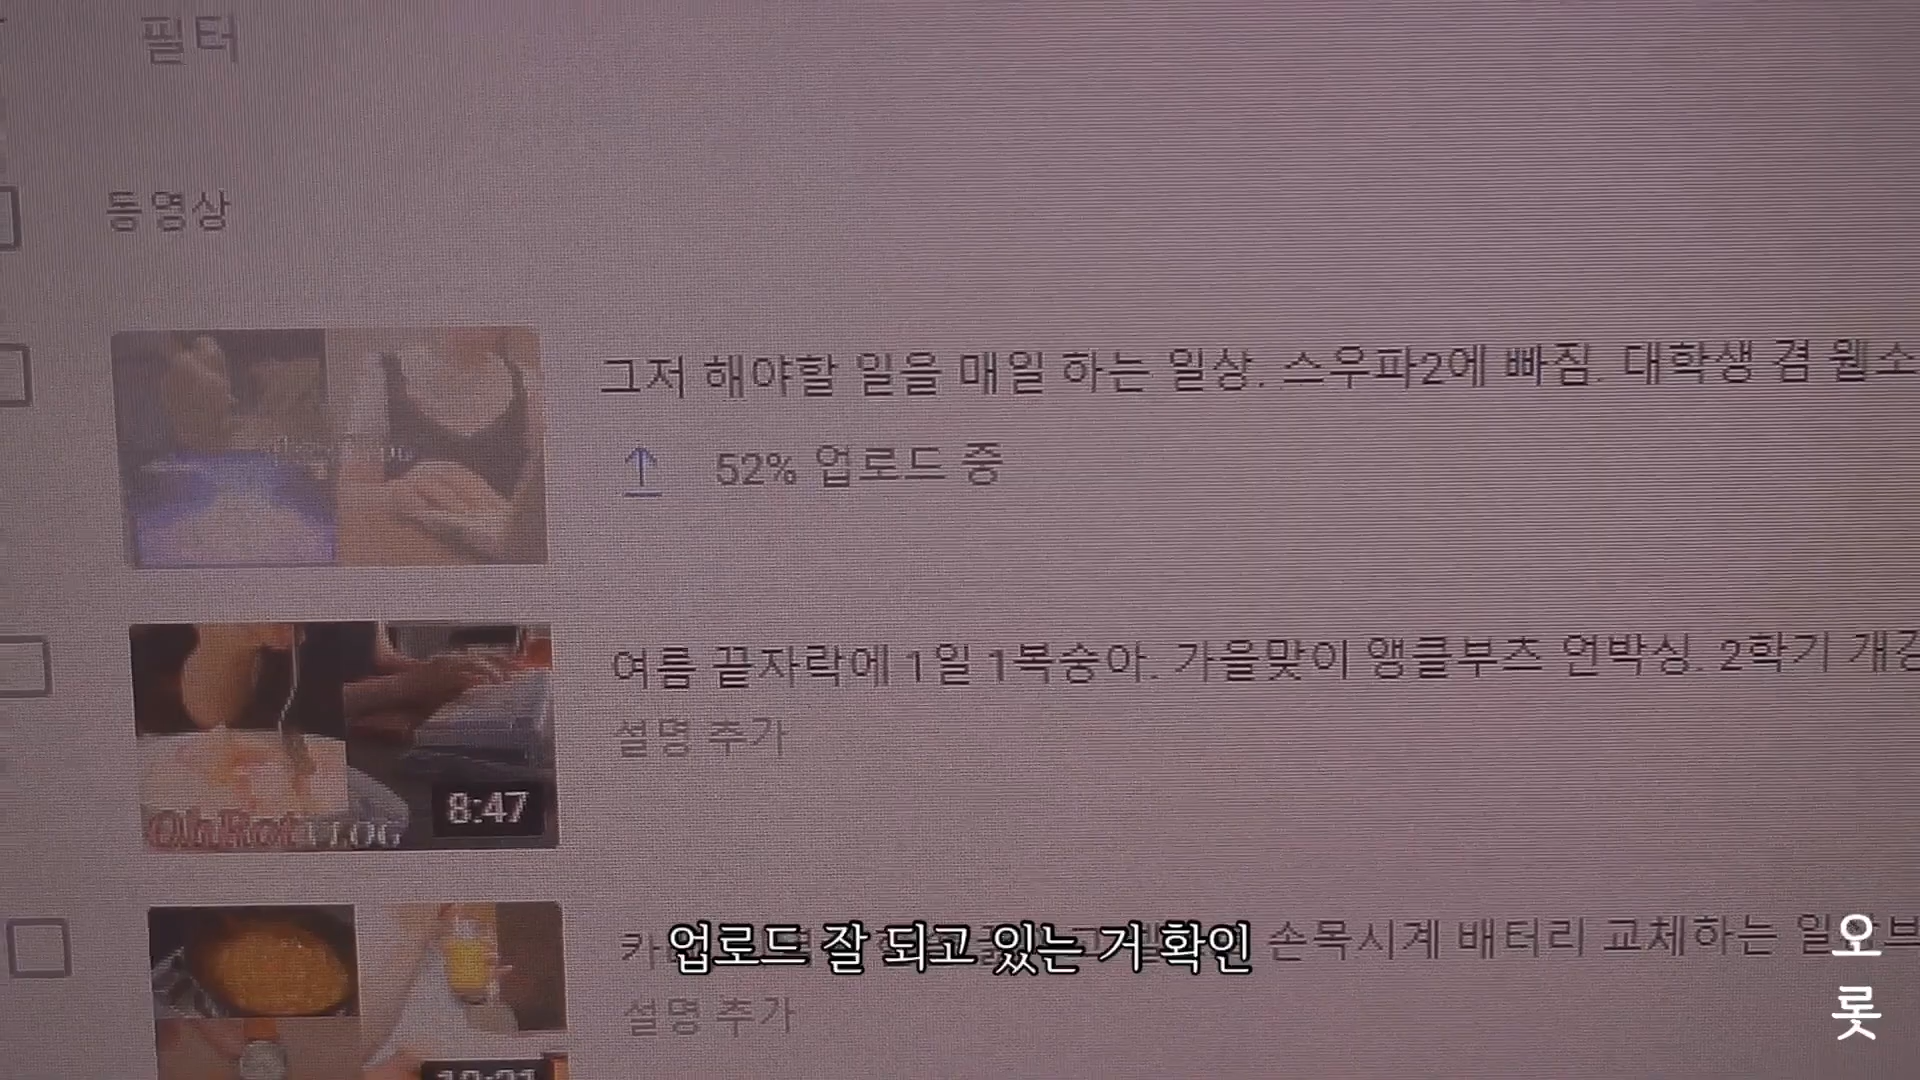 필터
동영상
그저 해야할 일을 매일 하는 일상. 스우파2에 빠짐. 대학생 겸 웹소
52% 업로드 중
여름 끝자락에 1일 1복숭아. 가을맞이 앵클부츠 언박싱. 2학기 개강
설명 추가
8:47
OhRot VLOG
손목시계 배터리 교체하는
업로드 잘 되고 있는 거 확인
설명 추가
오
롯